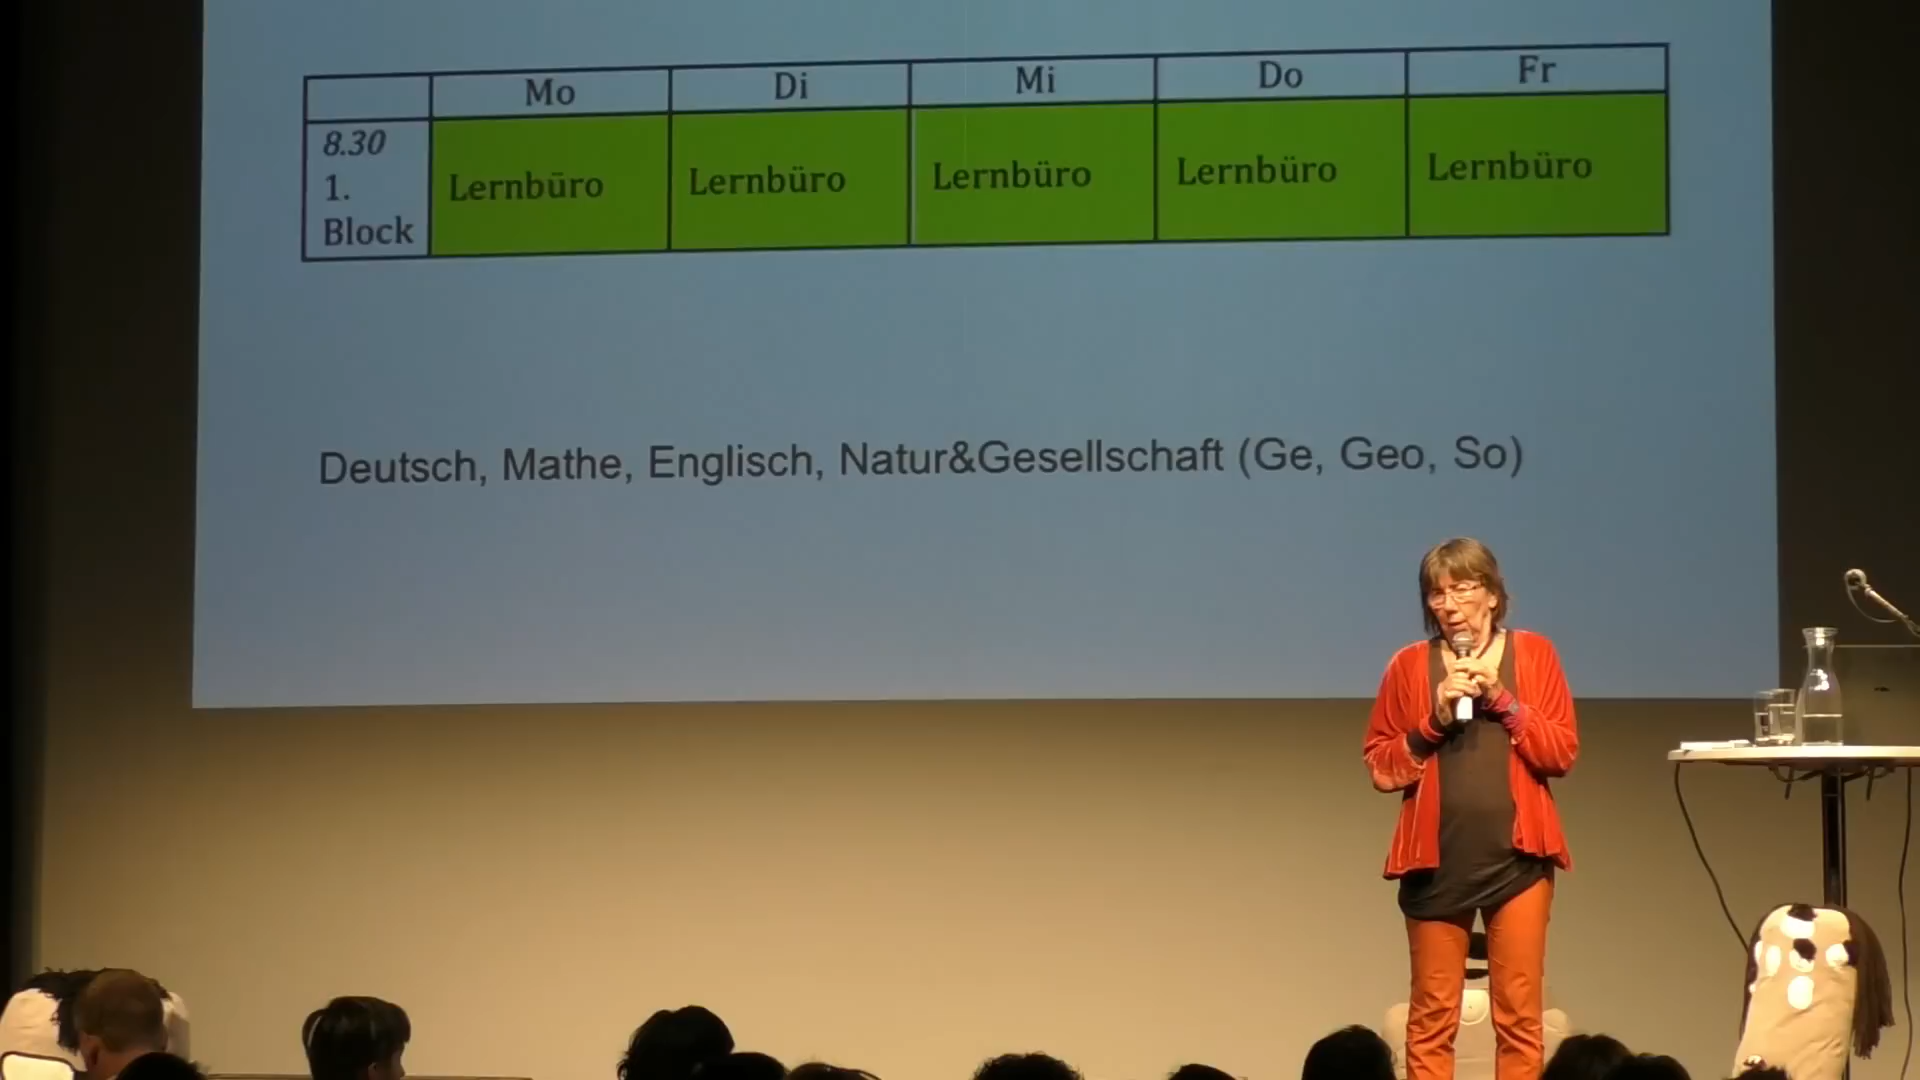 Mo Di Mi Do Fr
8.30
1.
Block
Lernbüro Lernbüro Lernbüro Lernbüro Lernbüro
Deutsch, Mathe, Englisch, Natur&Gesellschaft (Ge, Geo, So)